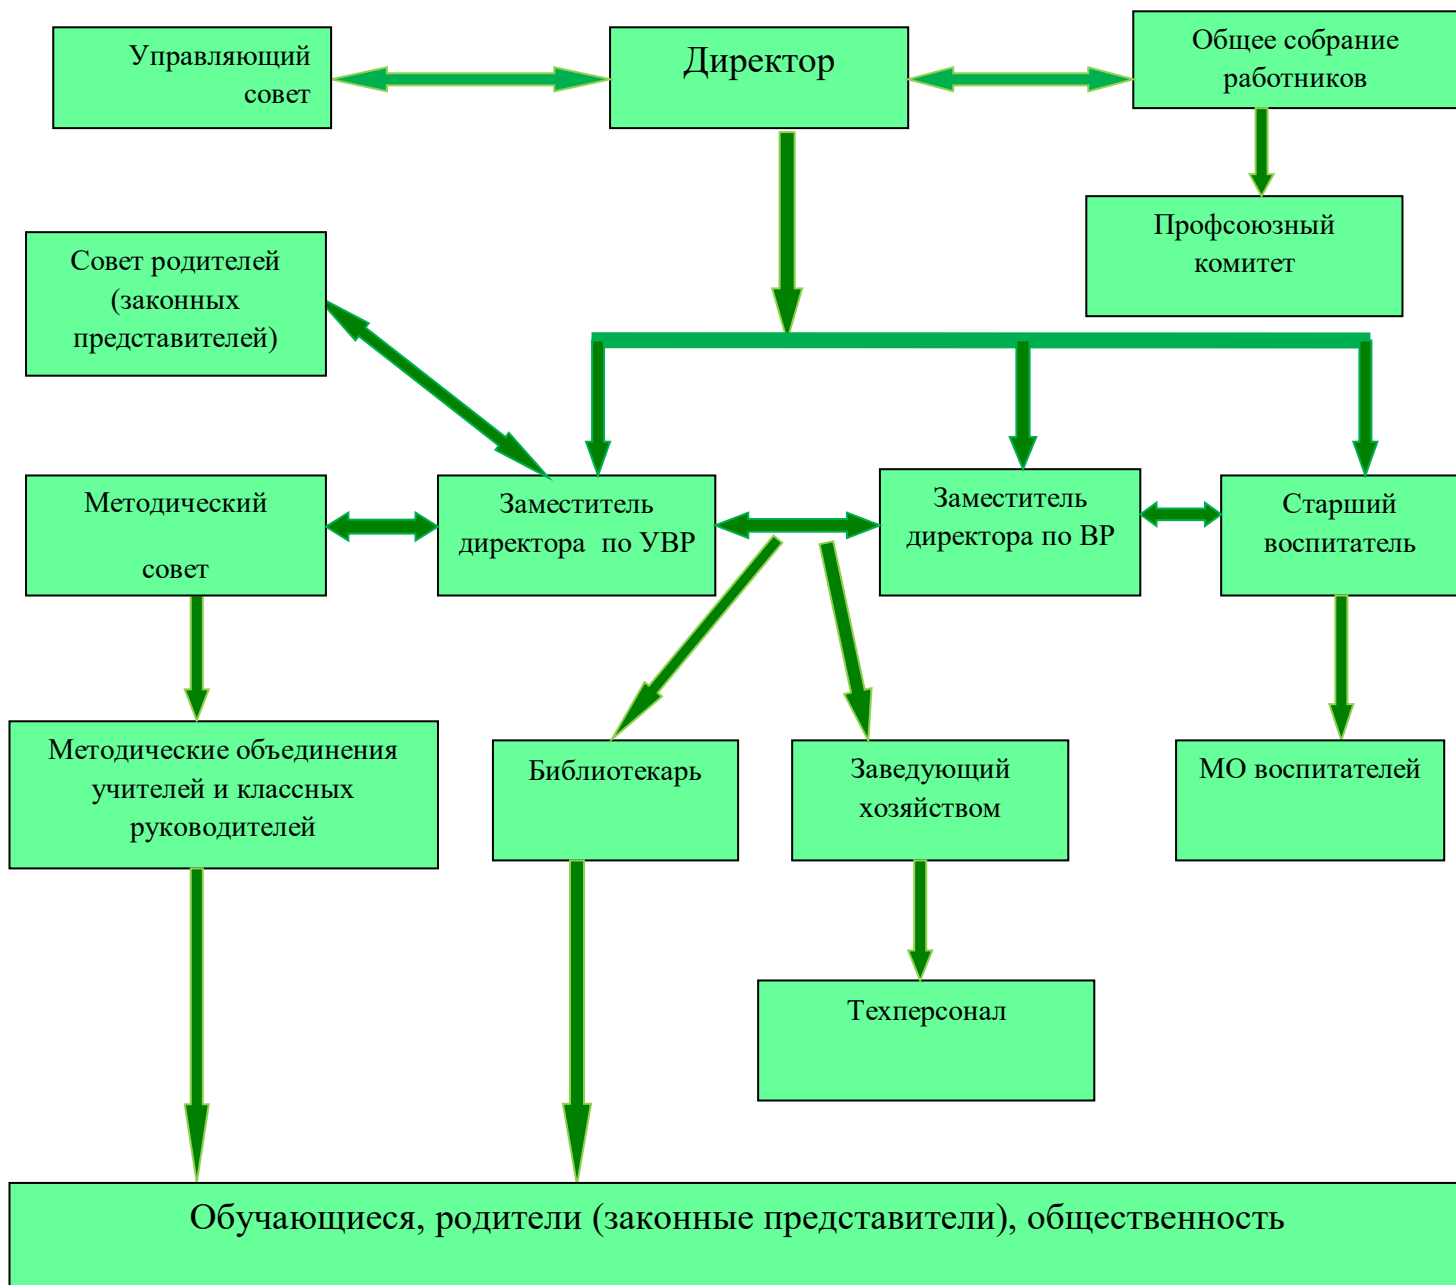 Управляющий
совет
Директор
Общее собрание
работников
Профсоюзный
комитет
Совет родителей
(законных
представителей)
Методический
совет
Заместитель
директора по УВР
Заместитель
директора по ВР
Старший
воспитатель
Методические объединения
учителей и классных
руководителей
Библиотекарь
Заведующий
хозяйством
МО воспитателей
Техперсонал
Обучающиеся, родители (законные представители), общественность